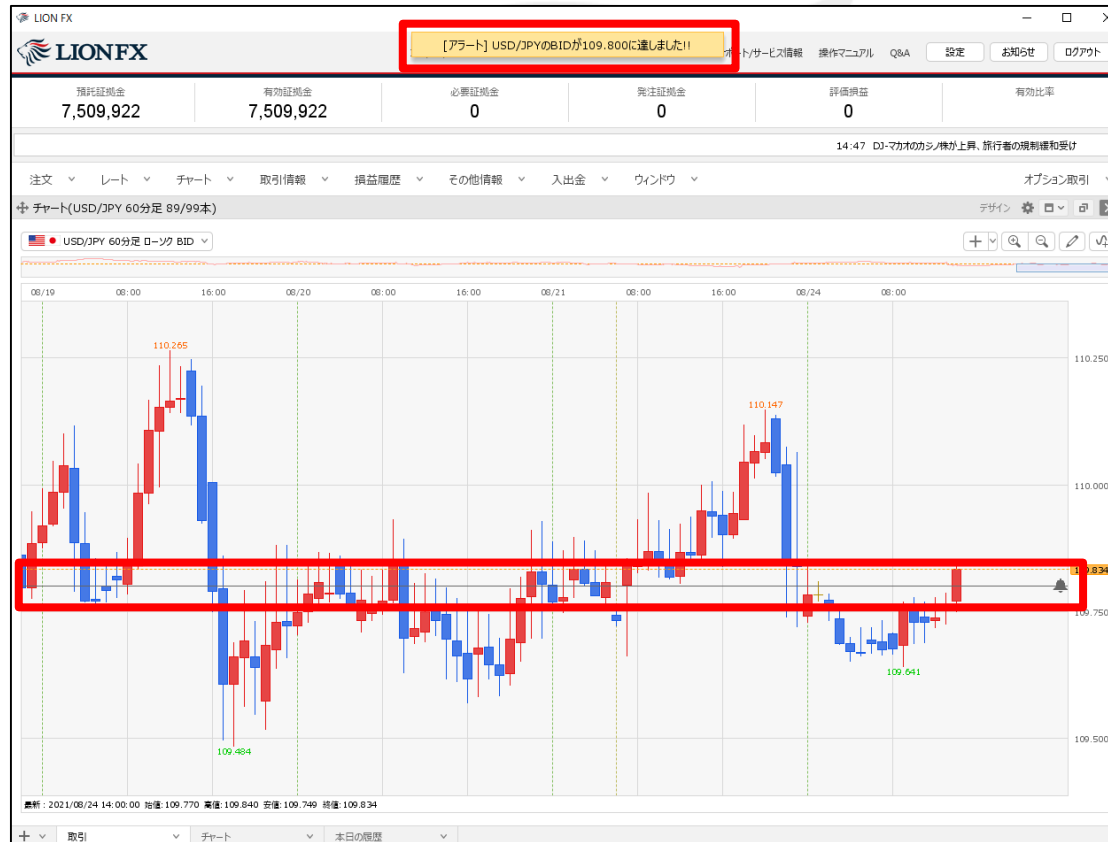 LION FX
[アラート] USD/JPYのBIDが109.800に達しました!!
LION FX
ート/サービス情報 操作マニュアル Q&A 設定 お知らせ ログアウト
預託証拠金 有効証拠金 必要証拠金 発注証拠金 評価損益 有効比率
7,509,922 7,509,922 0 0 0
14:47 DJ-マカオのカジノ株が上昇、旅行者の規制緩和受け
注文 レート チャート 取引情報 損益履歴 その他情報 入出金 ウィンドウ オプション取引
チャート(USD/JPY 60分足 89/99本) デザイン
USD/JPY 60分足 ローソク BID
08/19 08:00 16:00 08/20 08:00 16:00 08/21 08:00 16:00 08/24 08:00
110.265
110.250
110.147
110.000
109.834
109.750
109.641
109.484
109.500
最新 : 2021/08/24 14:00:00 始値:109.770 高値:109.840 安値:109.749 終値:109.834
取引 チャート 本日の履歴